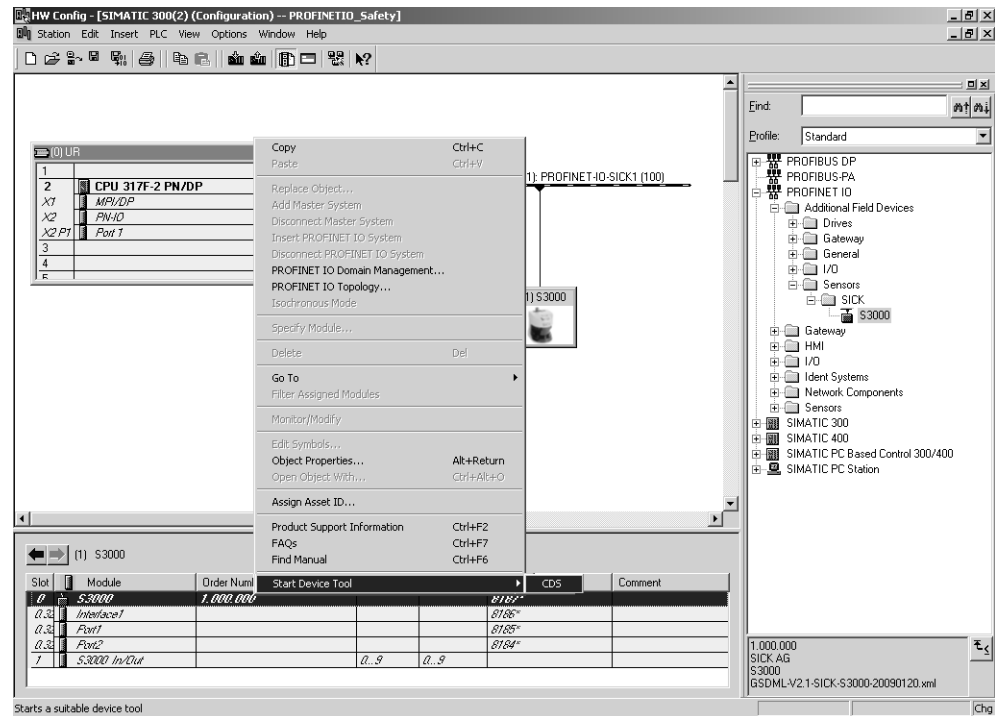 HW Config - [SIMATIC 300(2) (Configuration) -- PROFINETIO_Safety]
Station Edit Insert PLC View Options Window Help
(0) UR
1
2 CPU 317F-2 PN/DP
X1 MPI/DP
X2 PN-IO
X2 P1 Port 1
3
4
5
1): PROFINET-IO-SICK1 (100)
1) S3000
Copy Ctrl+C
Paste Ctrl+V
Replace Object...
Add Master System
Disconnect Master System
Insert PROFINET IO System
Disconnect PROFINET IO System
PROFINET IO Domain Management...
PROFINET IO Topology...
Isochronous Mode
Specify Module...
Delete Del
Go To
Filter Assigned Modules
Monitor/Modify
Edit Symbols...
Object Properties... Alt+Return
Open Object With... Ctrl+Alt+O
Assign Asset ID...
Product Support Information Ctrl+F2
FAQs Ctrl+F7
Find Manual Ctrl+F6
Start Device Tool CDS
Find:
Profile: Standard
PROFIBUS DP
PROFIBUS-PA
PROFINET IO
Additional Field Devices
Drives
Gateway
General
I/O
Sensors
SICK
S3000
Gateway
HMI
I/O
Ident Systems
Network Components
Sensors
SIMATIC 300
SIMATIC 400
SIMATIC PC Based Control 300/400
SIMATIC PC Station
(1) S3000
Slot Module Order Numl Comment
0 S3000 1.000.000 8187*
0.32 Interface1 8186*
0.32 Port1 8185*
0.32 Port2 8184*
1 S3000 In/Out 0...9 0...9
1.000.000
SICK AG
S3000
GSDML-V2.1-SICK-S3000-20090120.xml
Starts a suitable device tool Chg